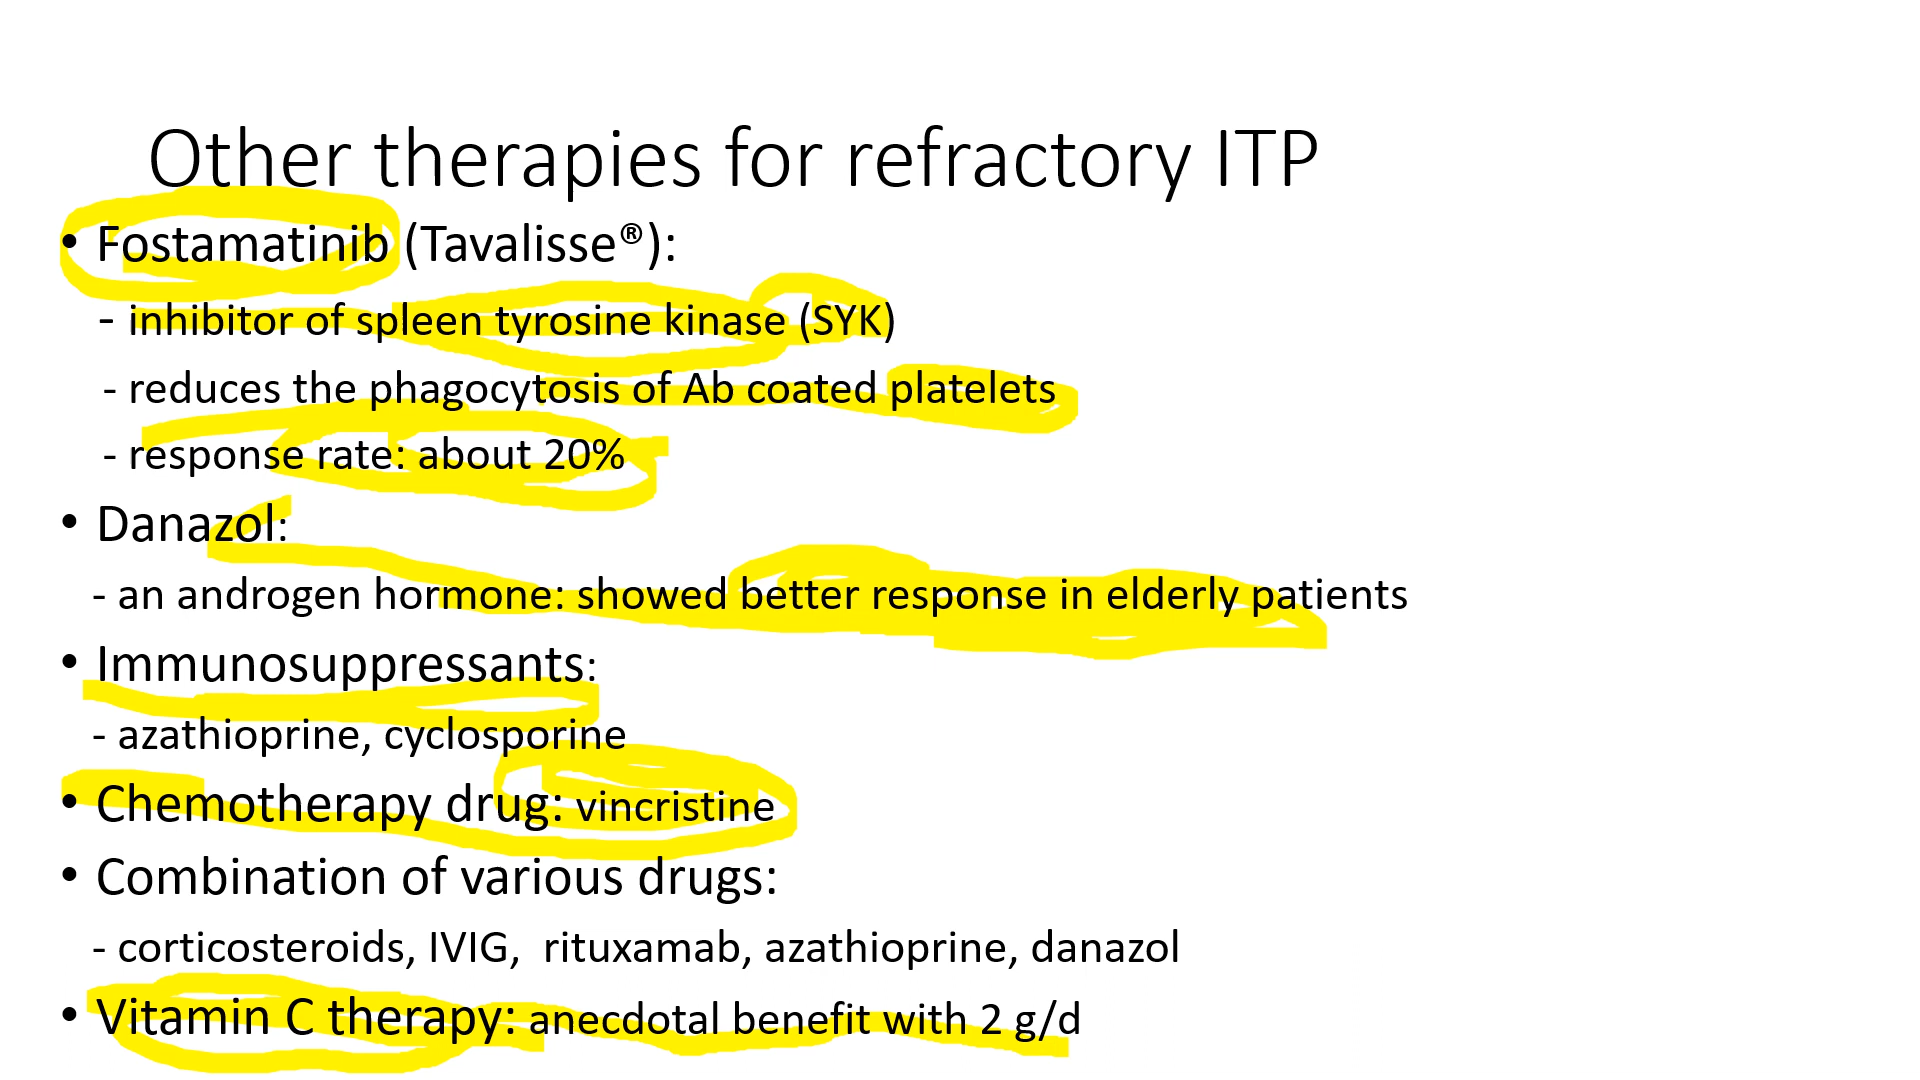 Other therapies for refractory ITP
• Fostamatinib (Tavalisse®):
- inhibitor of spleen tyrosine kinase (SYK)
- reduces the phagocytosis of Ab coated platelets
- response rate: about 20%
• Danazol:
- an androgen hormone: showed better response in elderly patients
• Immunosuppressants:
- azathioprine, cyclosporine
• Chemotherapy drug: vincristine
• Combination of various drugs:
- corticosteroids, IVIG, rituxamab, azathioprine, danazol
• Vitamin C therapy: anecdotal benefit with 2 g/d